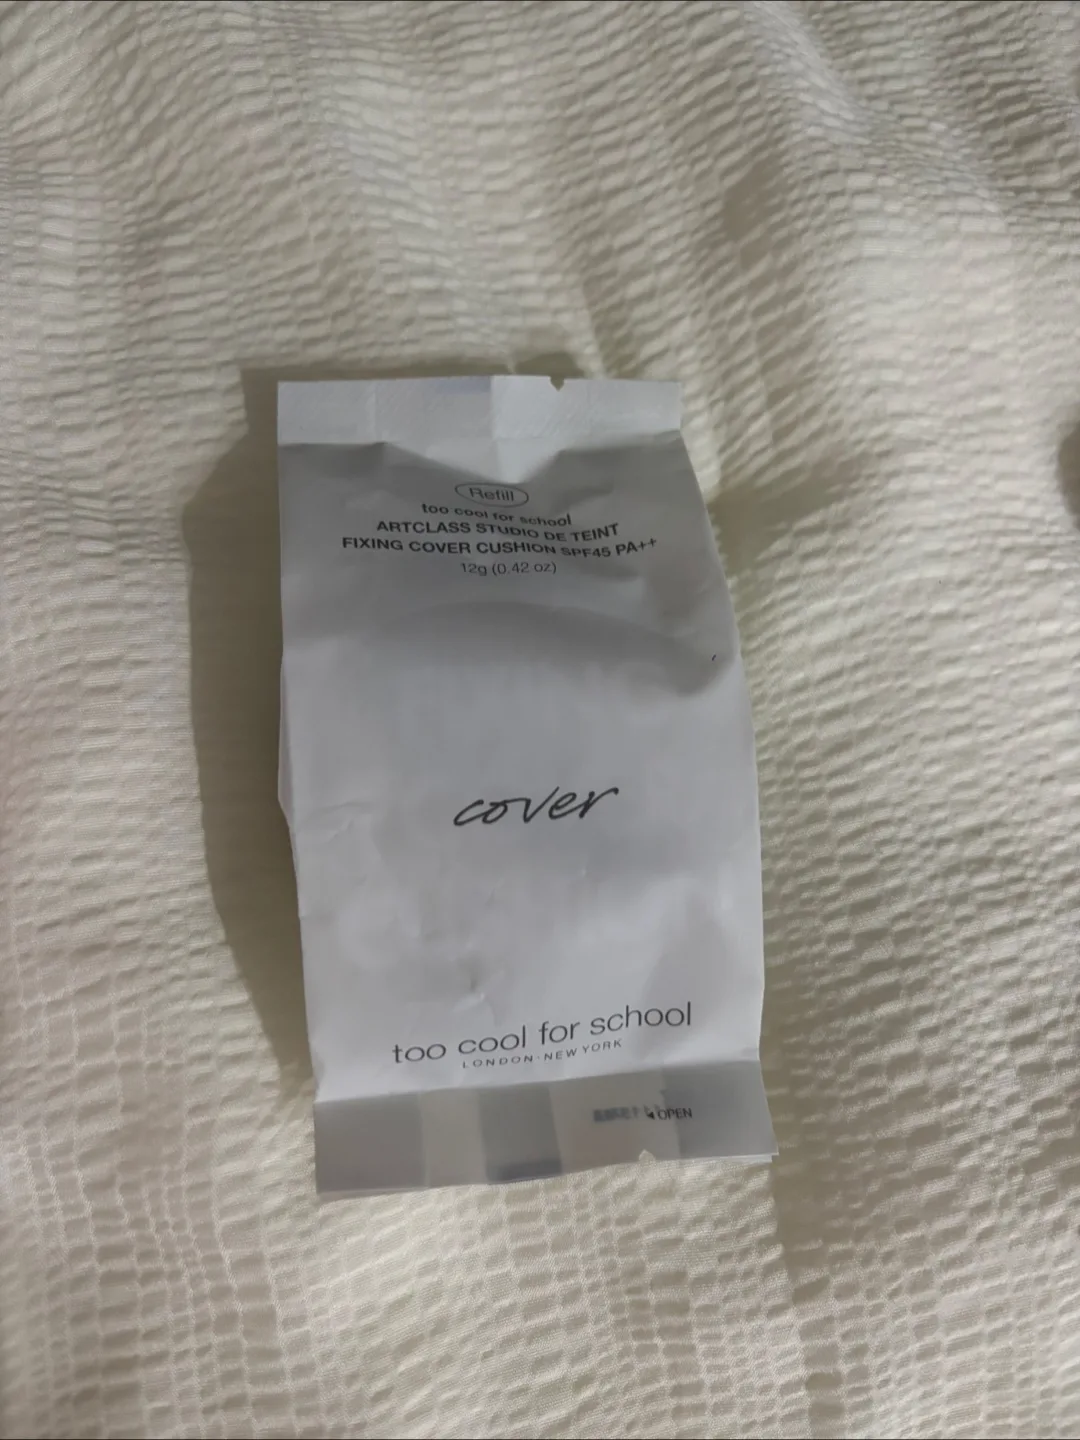 Refill
too cool for school
ARTCLASS STUDIO DE TEINT
FIXING COVER CUSHION SPF45 PA++
12g (0.42 oz)
cover
too cool for school
LONDON·NEW YORK
◄OPEN